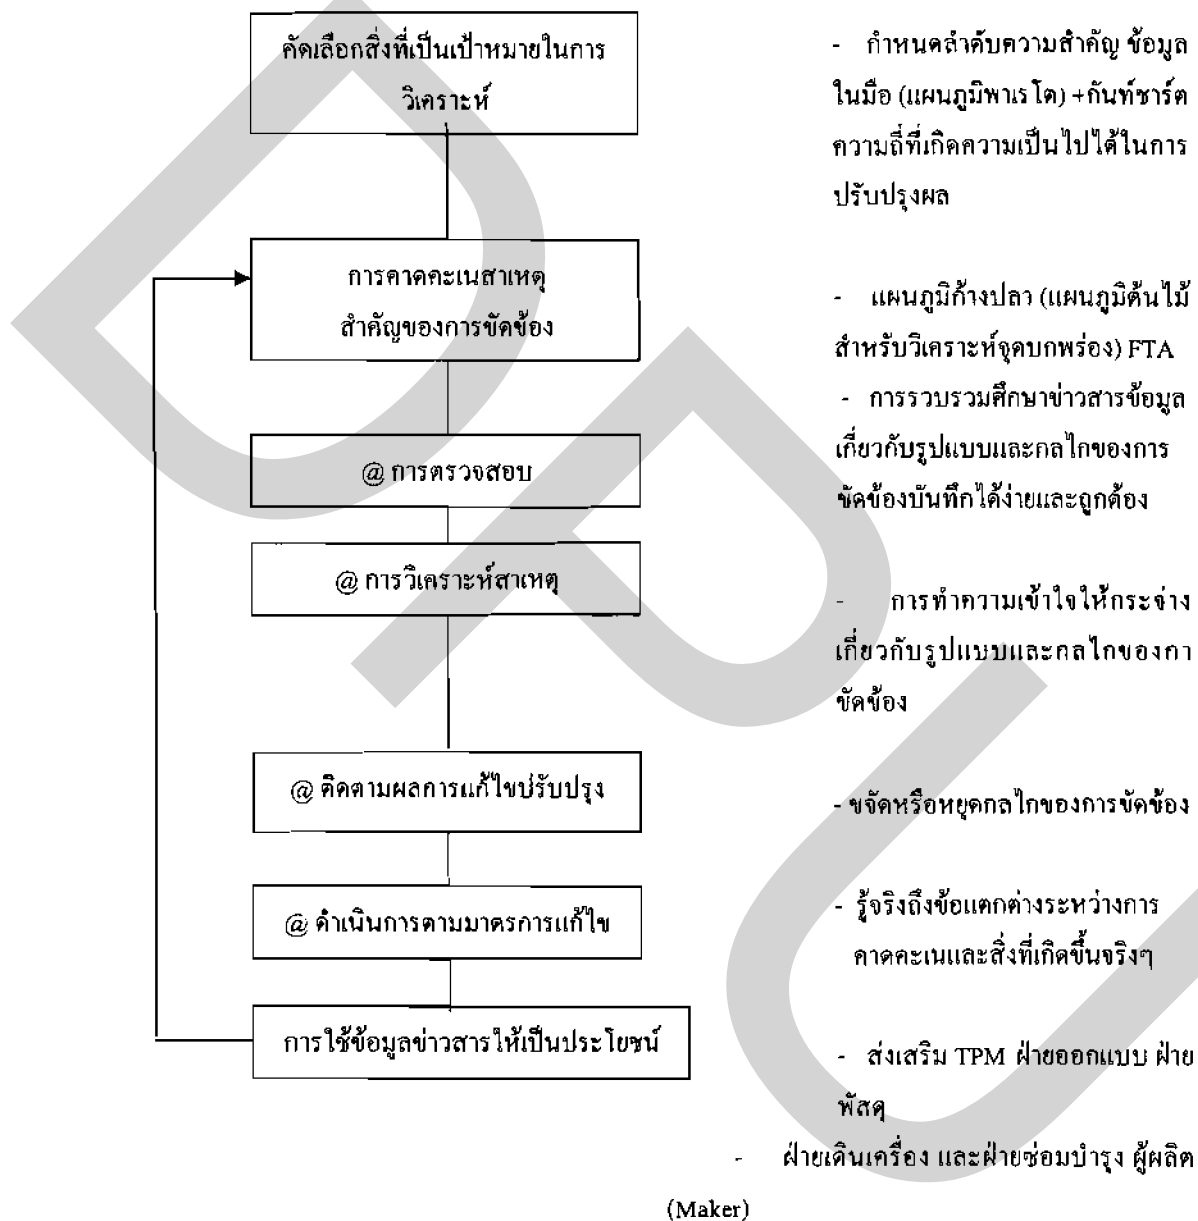 คัดเลือกสิ่งที่เป็นเป้าหมายในการ
วิเคราะห์
- กำหนดลำดับความสำคัญ ข้อมูล
ในมือ (แผนภูมิพาเรโต) +กันท์ชาร์ต
ความถี่ที่เกิดความเป็นไปได้ในการ
ปรับปรุงผล
การคาดคะเนสาเหตุ
สำคัญของการขัดข้อง
- แผนภูมิก้างปลา (แผนภูมิต้นไม้
สำหรับวิเคราะห์จุดบกพร่อง) FTA
- การรวบรวมศึกษาข่าวสารข้อมูล
เกี่ยวกับรูปแบบและกลไกของการ
ขัดข้องบันทึกได้ง่ายและถูกต้อง
@ การตรวจสอบ
@ การวิเคราะห์สาเหตุ
- การทำความเข้าใจให้กระจ่าง
เกี่ยวกับรูปแบบและกลไกของกา
ขัดข้อง
@ ติดตามผลการแก้ไขปรับปรุง
- ขจัดหรือหยุดกลไกของการขัดข้อง
@ ดำเนินการตามมาตรการแก้ไข
- รู้จริงถึงข้อแตกต่างระหว่างการ
คาดคะเนและสิ่งที่เกิดขึ้นจริงๆ
การใช้ข้อมูลข่าวสารให้เป็นประโยชน์
- ส่งเสริม TPM ฝ่ายออกแบบ ฝ่าย
พัสดุ
- ฝ่ายเดินเครื่อง และฝ่ายซ่อมบำรุง ผู้ผลิต
(Maker)
DPU